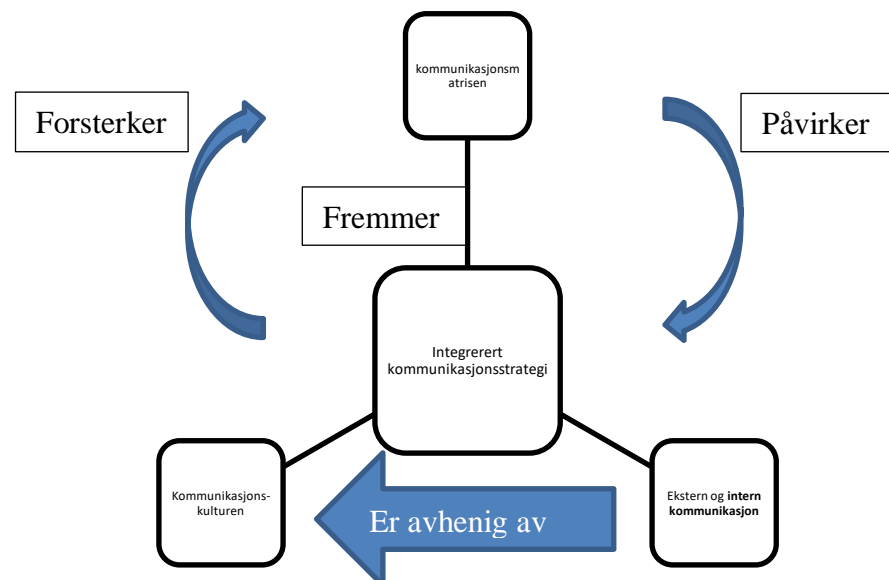 kommunikasjonsm
atrisen
Forsterker
Påvirker
Fremmer
Integrerert
kommunikasjonsstrategi
Kommunikasjons-
kulturen
Er avhenig av
Ekstern og intern
kommunikasjon